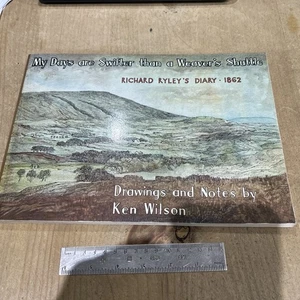 My Days are Swifter than a Weaver's Shuttle
RICHARD RYLEY'S DIARY · 1862
Drawings and Notes by
Ken Wilson